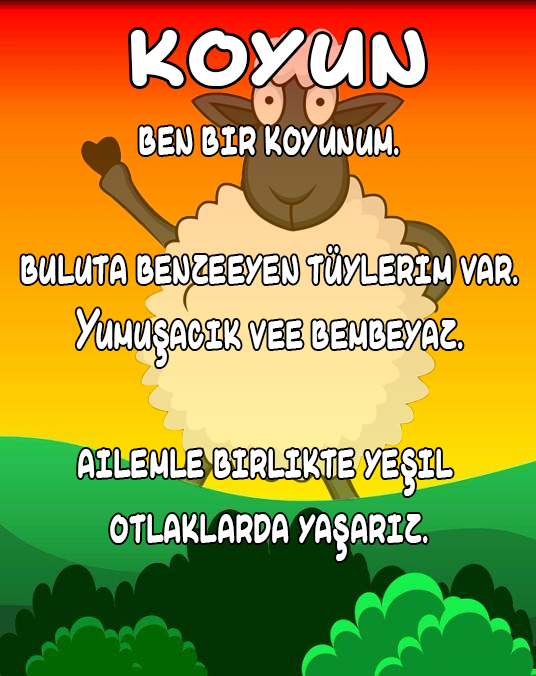 KOYUN
BEN BIR KOYUNUM.
BULUTA BENZEEYEN TÜYLERIM VAR.
YUMUŞACIK VEE BEMBEYAZ.
AILEMLE BIRLIKTE YEŞIL
OTLAKLARDA YAŞARIZ.